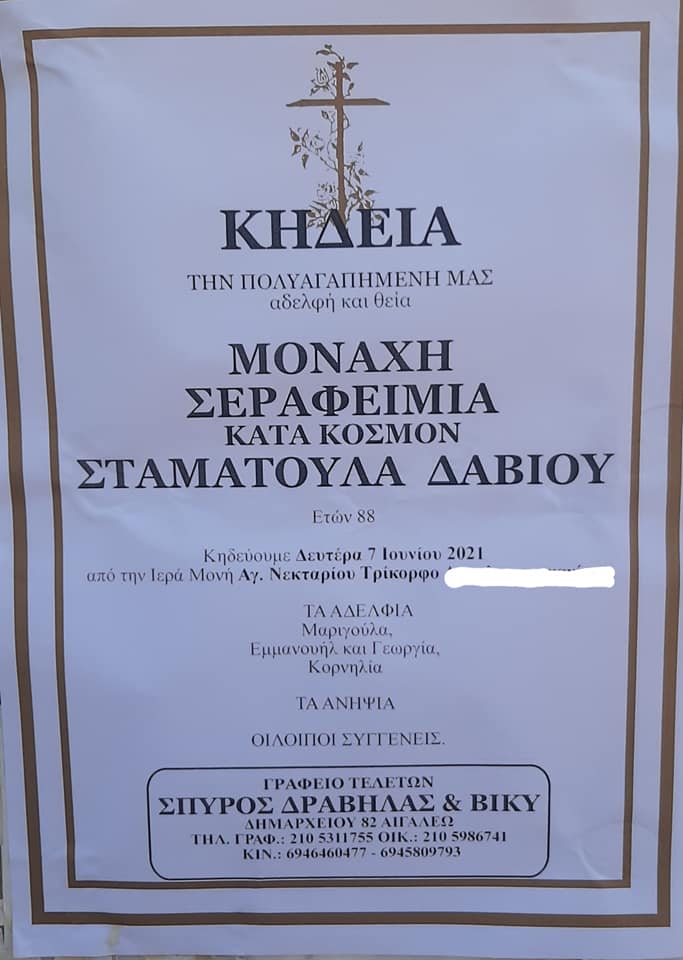 ΚΗΔΕΙΑ
ΤΗΝ ΠΟΛΥΑΓΑΠΗΜΕΝΗ ΜΑΣ
αδελφή και θεία
ΜΟΝΑΧΗ
ΣΕΡΑΦΕΙΜΙΑ
ΚΑΤΑ ΚΟΣΜΟΝ
ΣΤΑΜΑΤΟΥΛΑ ΔΑΒΙΟΥ
Ετών 88
Κηδεύουμε Δευτέρα 7 Ιουνίου 2021
από την Ιερά Μονή Αγ. Νεκταρίου Τρίκορφο
ΤΑ ΑΔΕΛΦΙΑ
Μαριγούλα,
Εμμανουήλ και Γεωργία,
Κορνηλία
ΤΑ ΑΝΗΨΙΑ
ΟΙ ΛΟΙΠΟΙ ΣΥΓΓΕΝΕΙΣ.
ΓΡΑΦΕΙΟ ΤΕΛΕΤΩΝ
ΣΠΥΡΟΣ ΔΡΑΒΗΛΑΣ & ΒΙΚΥ
ΔΗΜΑΡΧΕΙΟΥ 82 ΑΙΓΑΛΕΩ
ΤΗΛ. ΓΡΑΦ.: 210 5311755 ΟΙΚ.: 210 5986741
ΚΙΝ.: 6946460477 - 6945809793